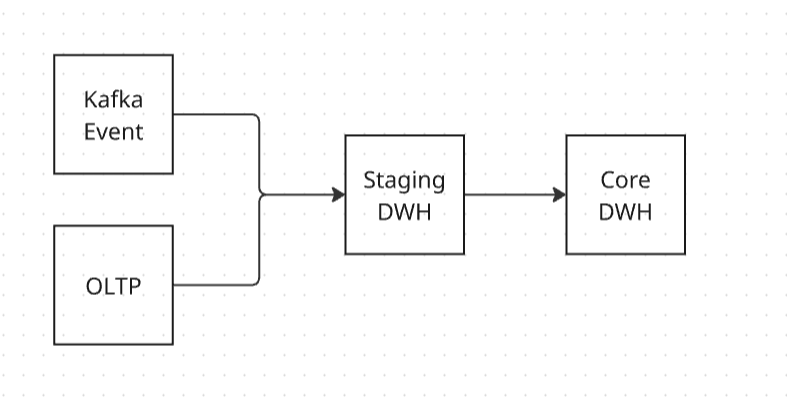 Kafka
Event
OLTP
Staging
DWH
Core
DWH